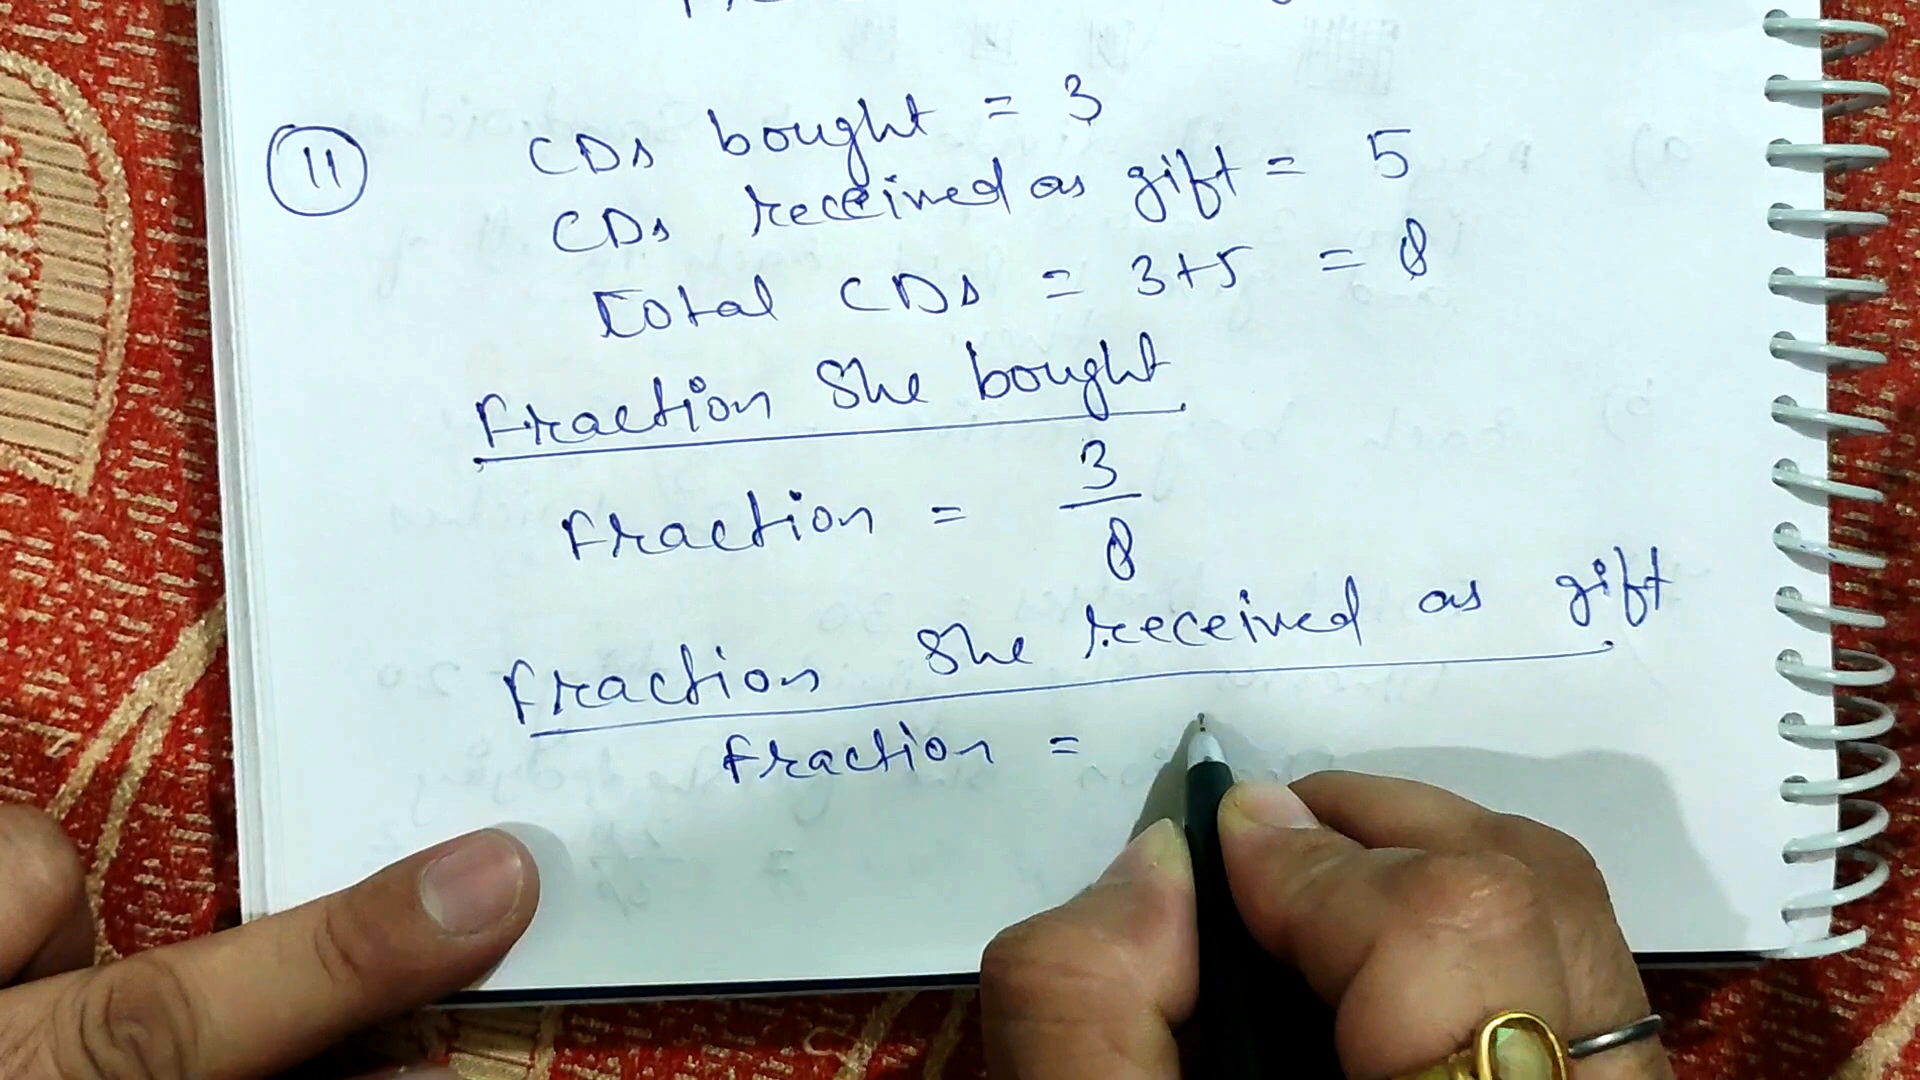 11 CDs bought = 3
CDs received as gift = 5
Total CDs = 3+5 = 8
Fraction She bought
Fraction = 3/8
Fraction She received as gift
Fraction =